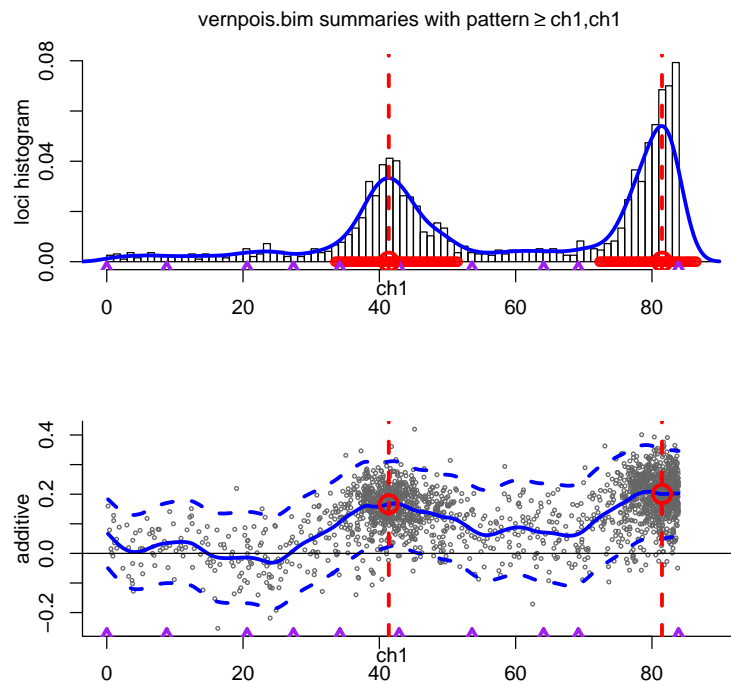 vernpois.bim summaries with pattern ≥ ch1,ch1
loci histogram
0.08
0.04
0.00
ch1
0 20 40 60 80
additive
0.4
0.2
0.0
−0.2
ch1
0 20 40 60 80